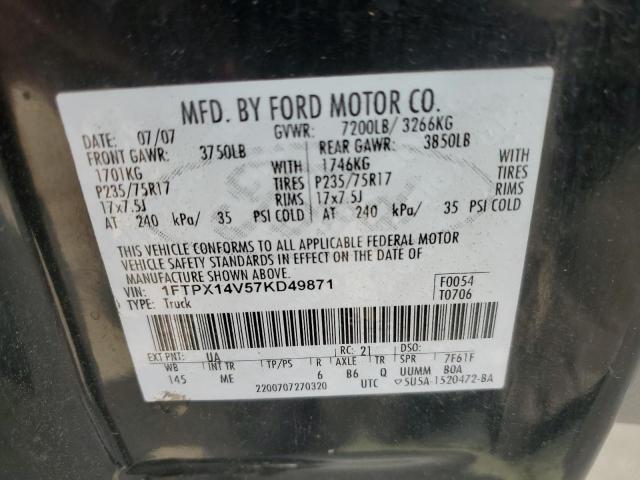 MFD. BY FORD MOTOR CO.
DATE: 07/07 GVWR: 7200LB/ 3266KG
FRONT GAWR: 3750LB REAR GAWR: 3850LB
1701KG WITH 1746KG WITH
P235/75R17 TIRES P235/75R17 TIRES
17x7.5J RIMS 17x7.5J RIMS
AT 240 kPa/ 35 PSI COLD AT 240 kPa/ 35 PSI COLD
THIS VEHICLE CONFORMS TO ALL APPLICABLE FEDERAL MOTOR
VEHICLE SAFETY STANDARDS IN EFFECT ON THE DATE OF
MANUFACTURE SHOWN ABOVE.
VIN: 1FTPX14V57KD49871 F0054
TYPE: Truck T0706
EXT PNT: UA RC: 21 DSO:
WB INT TR TP/PS R AXLE TR SPR 7F61F
145 ME 6 B6 Q UUMM B0A
2200707270320 UTC 5U5A-1520472-BA